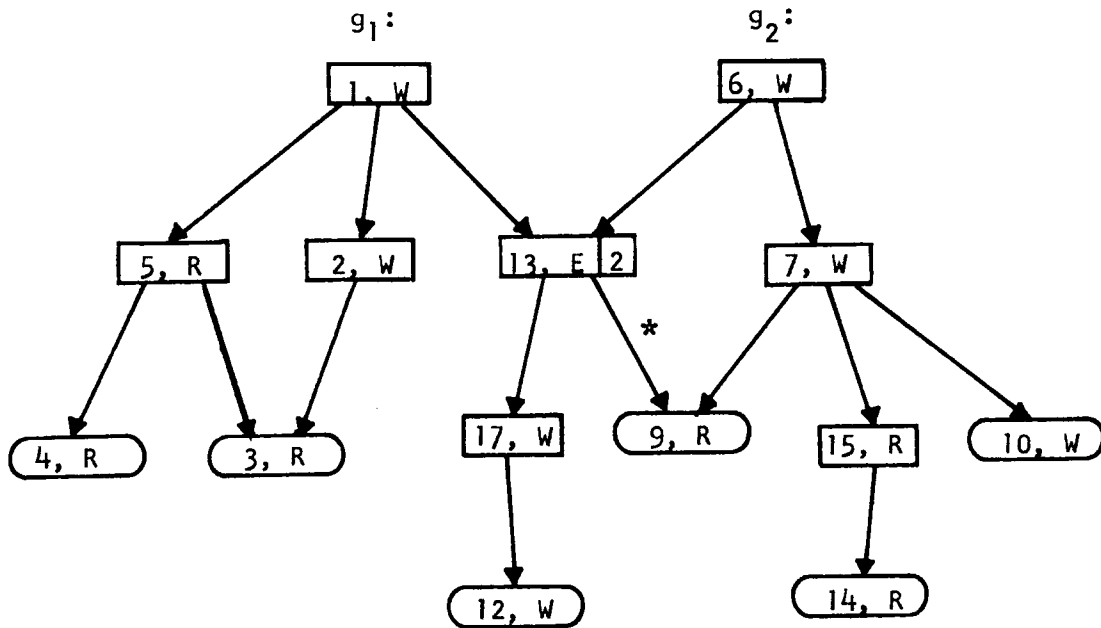 g1: g2:
1, W 6, W
5, R 2, W 13, E 2 7, W
*
4, R 3, R 17, W 9, R 15, R 10, W
12, W 14, R